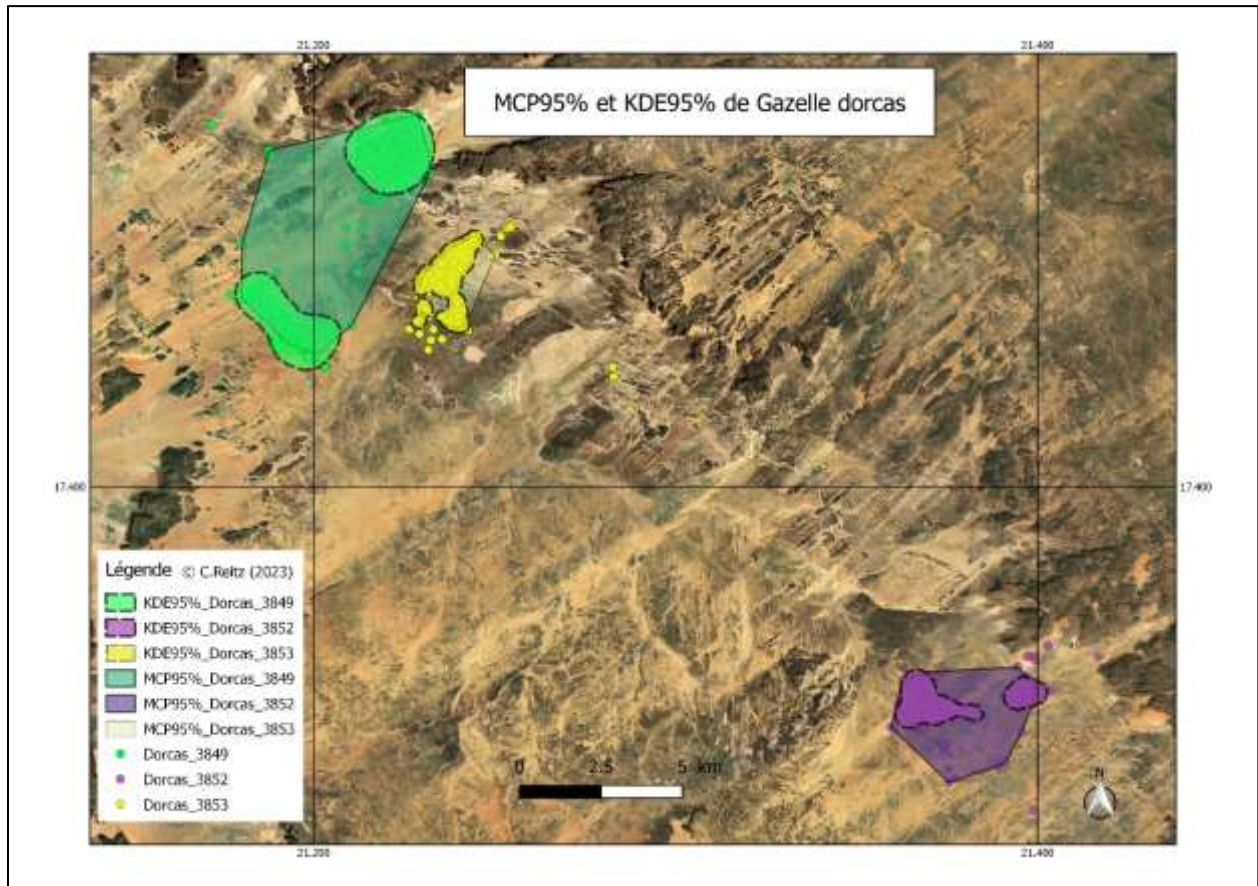 21.200 21.400
MCP95% et KDE95% de Gazelle dorcas
17.400 17.400
Légende © C.Reitz (2023)
KDE95%_Dorcas_3849
KDE95%_Dorcas_3852
KDE95%_Dorcas_3853
MCP95%_Dorcas_3849
MCP95%_Dorcas_3852
MCP95%_Dorcas_3853
Dorcas_3849
Dorcas_3852
Dorcas_3853
0 2.5 5 km
N
21.200 21.400